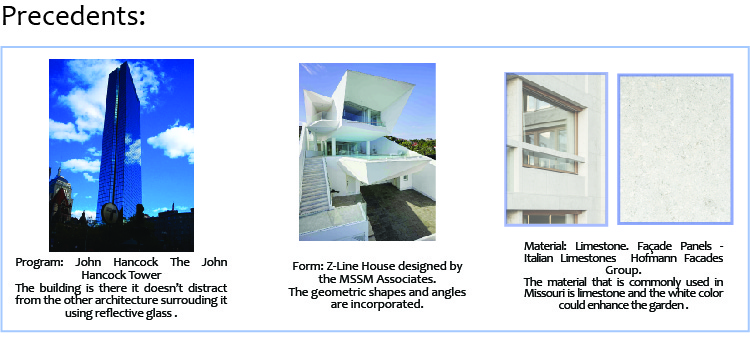 Precedents:
Program: John Hancock The John
Hancock Tower
The building is there it doesn't distract
from the other architecture surrouding it
using reflective glass .
Form: Z-Line House designed by
the MSSM Associates.
The geometric shapes and angles
are incorporated.
Material: Limestone. Façade Panels -
Italian Limestones Hofmann Facades
Group.
The material that is commonly used in
Missouri is limestone and the white color
could enhance the garden .